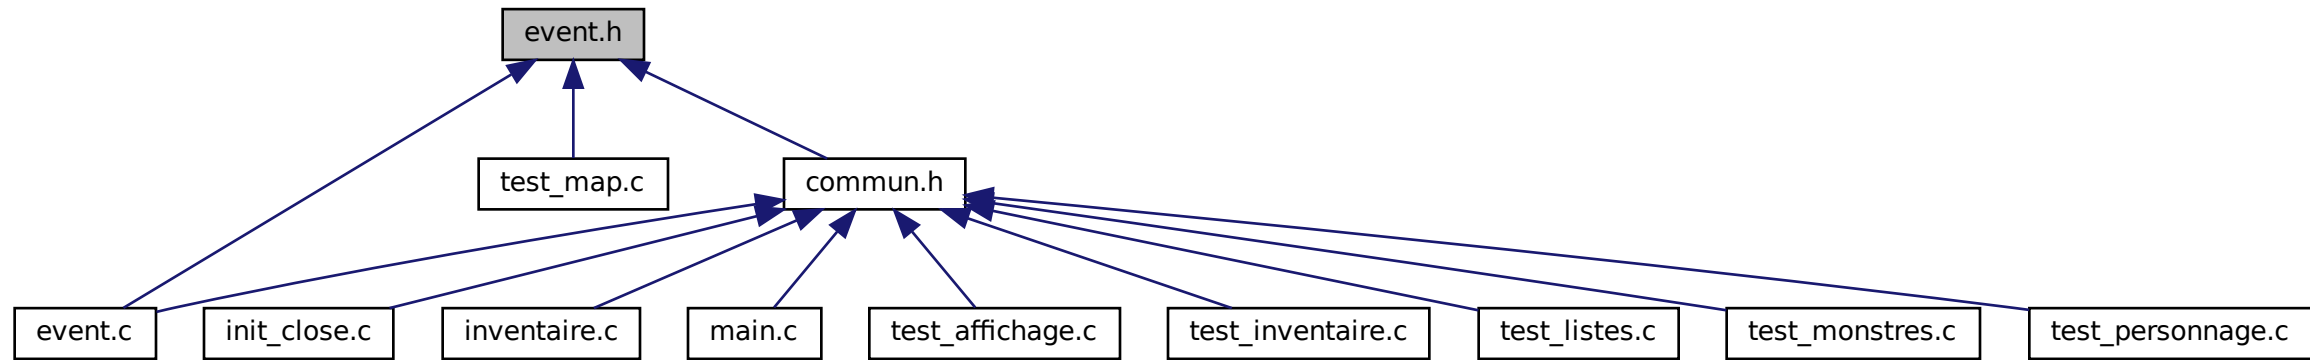 event.h
test_map.c
commun.h
event.c
init_close.c
inventaire.c
main.c
test_affichage.c
test_inventaire.c
test_listes.c
test_monstres.c
test_personnage.c